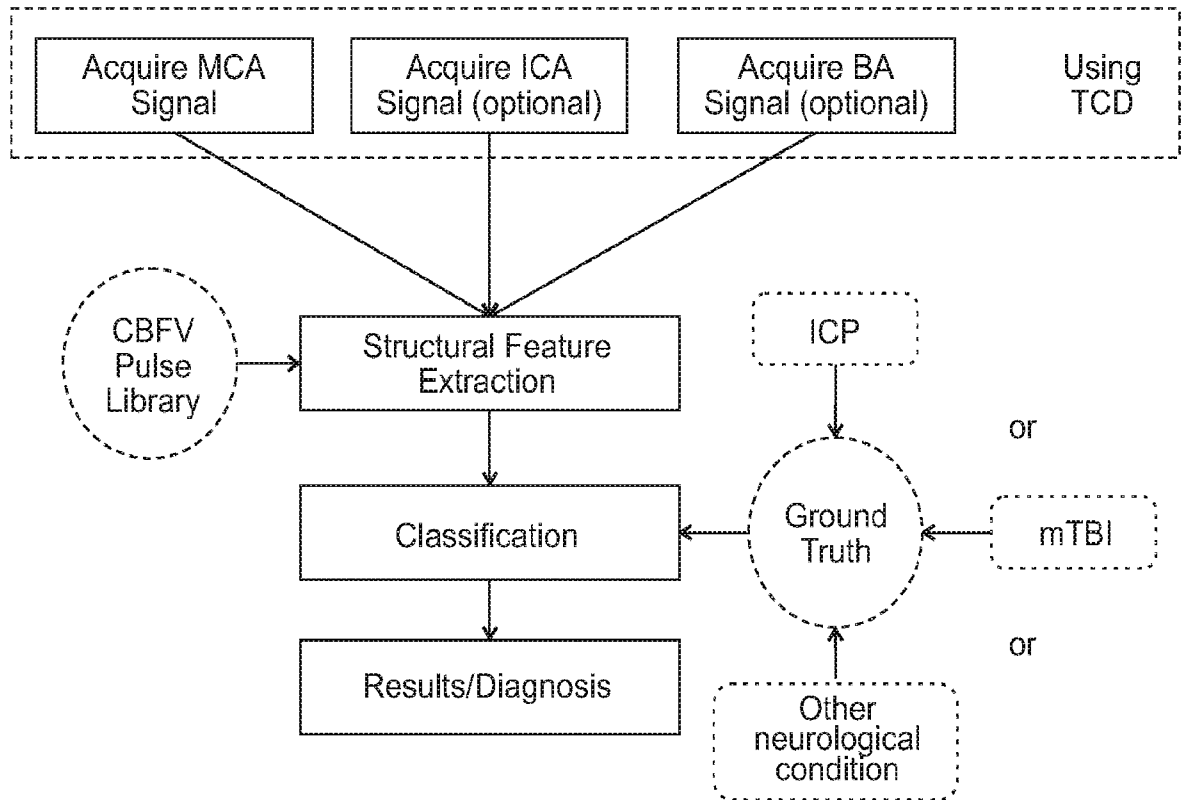 Acquire MCA
Signal
Acquire ICA
Signal (optional)
Acquire BA
Signal (optional)
Using
TCD
CBFV
Pulse
Library
Structural Feature
Extraction
ICP
or
Classification
Ground
Truth
mTBI
or
Results/Diagnosis
Other
neurological
condition